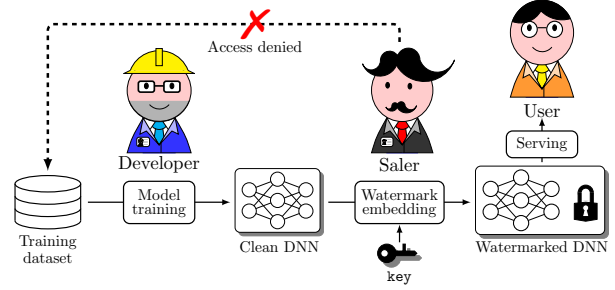 Access denied
User
Developer
Saler
Serving
Model
training
Watermark
embedding
Training
dataset
Clean DNN
Watermarked DNN
key